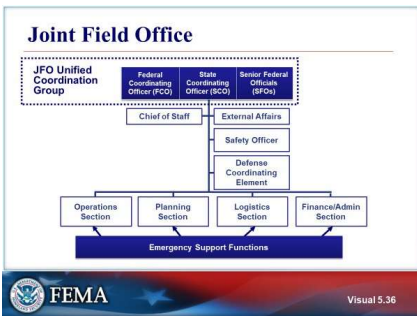 Joint Field Office
JFO Unified
Coordination
Group
Federal
Coordinating
Officer (FCO)
State
Coordinating
Officer (SCO)
Senior Federal
Officials
(SFOs)
Chief of Staff
External Affairs
Safety Officer
Defense
Coordinating
Element
Operations
Section
Planning
Section
Logistics
Section
Finance/Admin
Section
Emergency Support Functions
FEMA
Visual 5.36